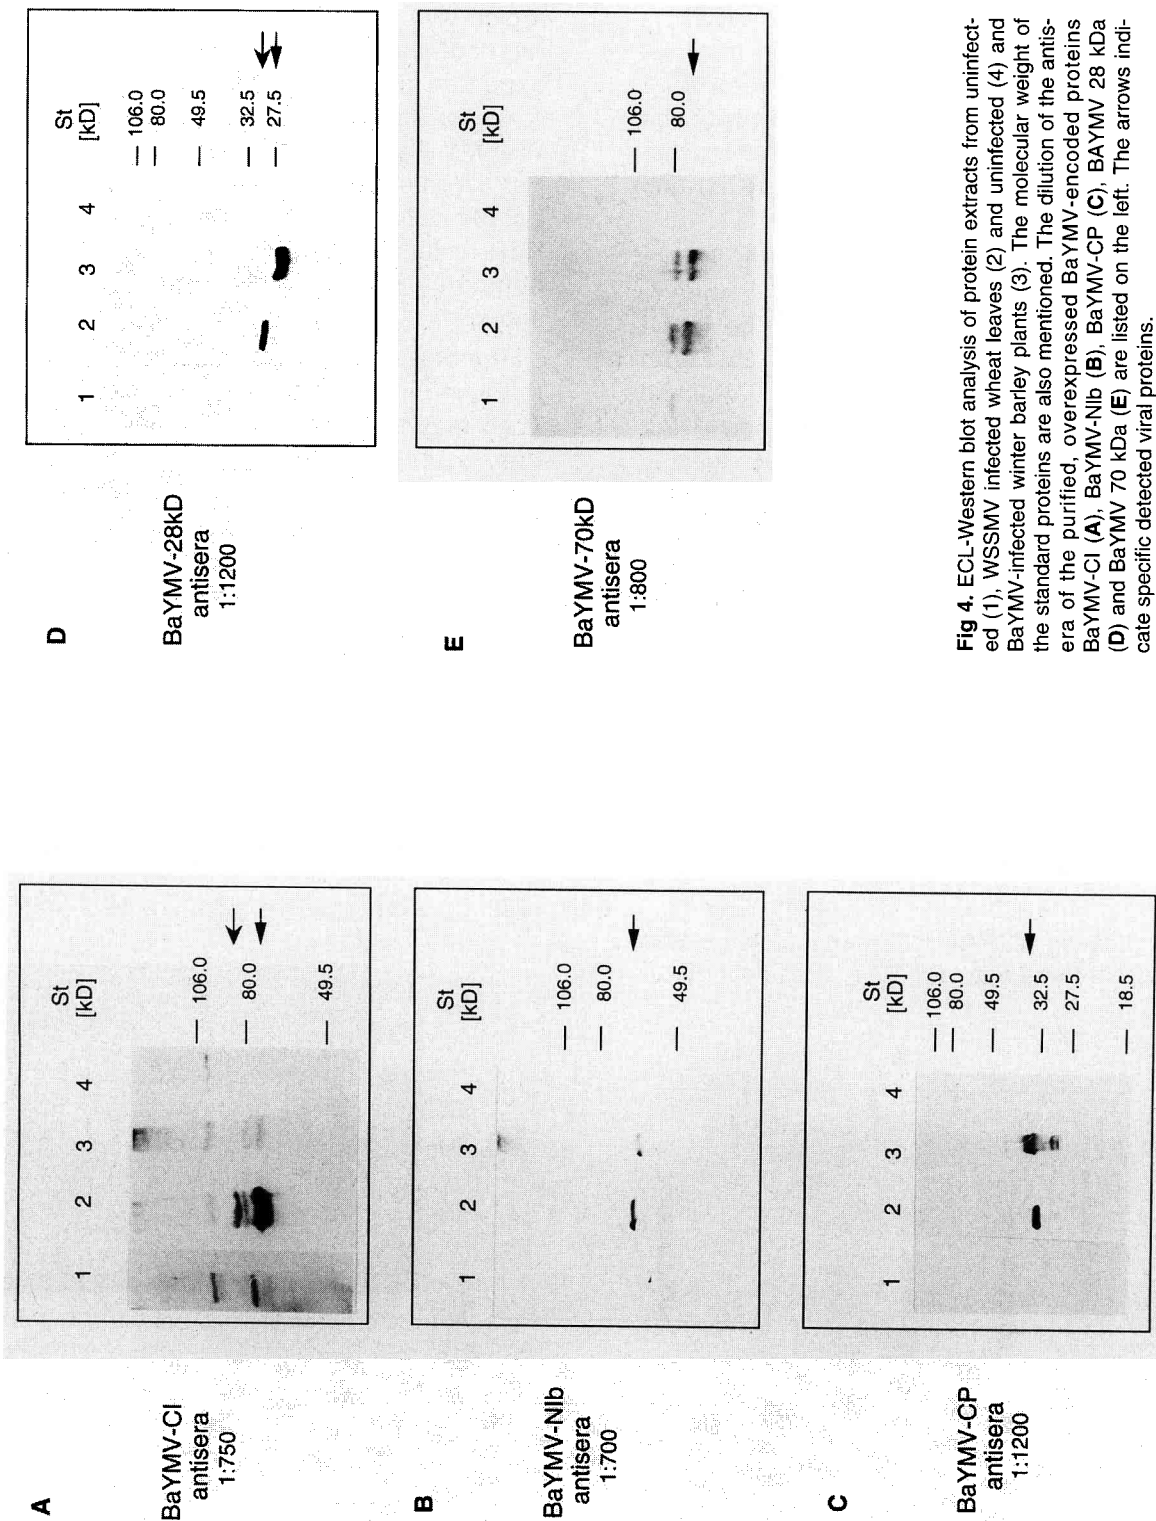 A
BaYMV-CI
antisera
1:750
1 2 3 4 St
[kD]
106.0
80.0
49.5
B
BaYMV-NIb
antisera
1:700
1 2 3 4 St
[kD]
106.0
80.0
49.5
C
BaYMV-CP
antisera
1:1200
1 2 3 4 St
[kD]
106.0
80.0
49.5
32.5
27.5
18.5
D
BaYMV-28kD
antisera
1:1200
1 2 3 4 St
[kD]
106.0
80.0
49.5
32.5
27.5
E
BaYMV-70kD
antisera
1:800
1 2 3 4 St
[kD]
106.0
80.0
Fig 4. ECL-Western blot analysis of protein extracts from uninfect-
ed (1), WSSMV infected wheat leaves (2) and uninfected (4) and
BaYMV-infected winter barley plants (3). The molecular weight of
the standard proteins are also mentioned. The dilution of the antis-
era of the purified, overexpressed BaYMV-encoded proteins
BaYMV-CI (A), BaYMV-NIb (B), BaYMV-CP (C), BAYMV 28 kDa
(D) and BaYMV 70 kDa (E) are listed on the left. The arrows indi-
cate specific detected viral proteins.